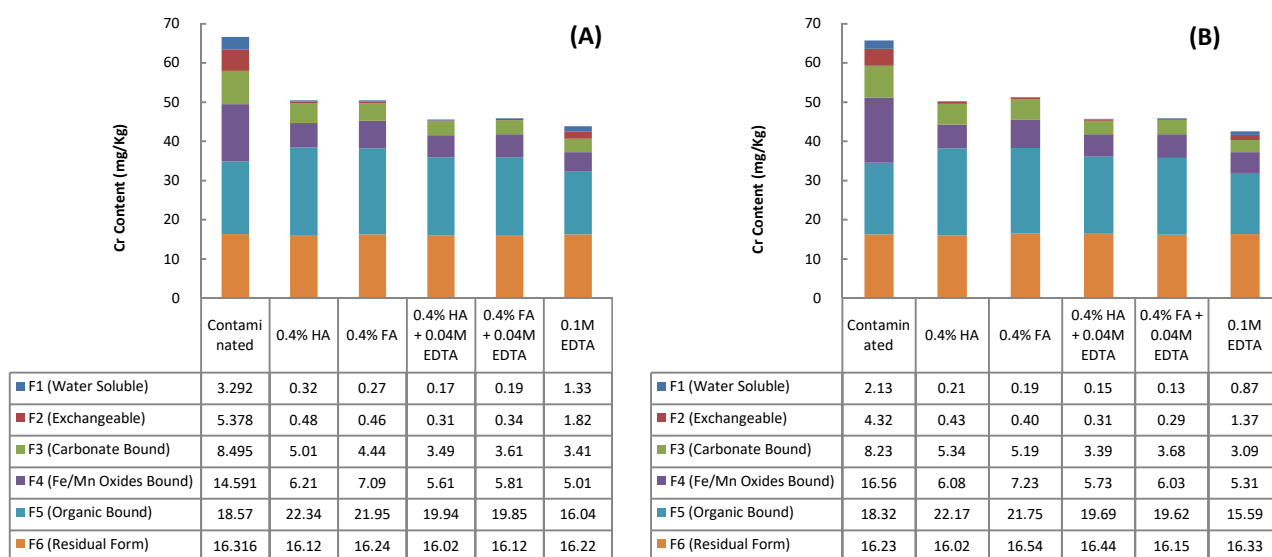 (A)
Cr Content (mg/Kg)
70
60
50
40
30
20
10
0
Contami
nated
0.4% HA
0.4% FA
0.4% HA
+ 0.04M
EDTA
0.4% FA
+ 0.04M
EDTA
0.1M
EDTA
F1 (Water Soluble) 3.292 0.32 0.27 0.17 0.19 1.33
F2 (Exchangeable) 5.378 0.48 0.46 0.31 0.34 1.82
F3 (Carbonate Bound) 8.495 5.01 4.44 3.49 3.61 3.41
F4 (Fe/Mn Oxides Bound) 14.591 6.21 7.09 5.61 5.81 5.01
F5 (Organic Bound) 18.57 22.34 21.95 19.94 19.85 16.04
F6 (Residual Form) 16.316 16.12 16.24 16.02 16.12 16.22
(B)
Cr Content (mg/Kg)
70
60
50
40
30
20
10
0
Contamin
ated
0.4% HA
0.4% FA
0.4% HA
+ 0.04M
EDTA
0.4% FA +
0.04M
EDTA
0.1M
EDTA
F1 (Water Soluble) 2.13 0.21 0.19 0.15 0.13 0.87
F2 (Exchangeable) 4.32 0.43 0.40 0.31 0.29 1.37
F3 (Carbonate Bound) 8.23 5.34 5.19 3.39 3.68 3.09
F4 (Fe/Mn Oxides Bound) 16.56 6.08 7.23 5.73 6.03 5.31
F5 (Organic Bound) 18.32 22.17 21.75 19.69 19.62 15.59
F6 (Residual Form) 16.23 16.02 16.54 16.44 16.15 16.33